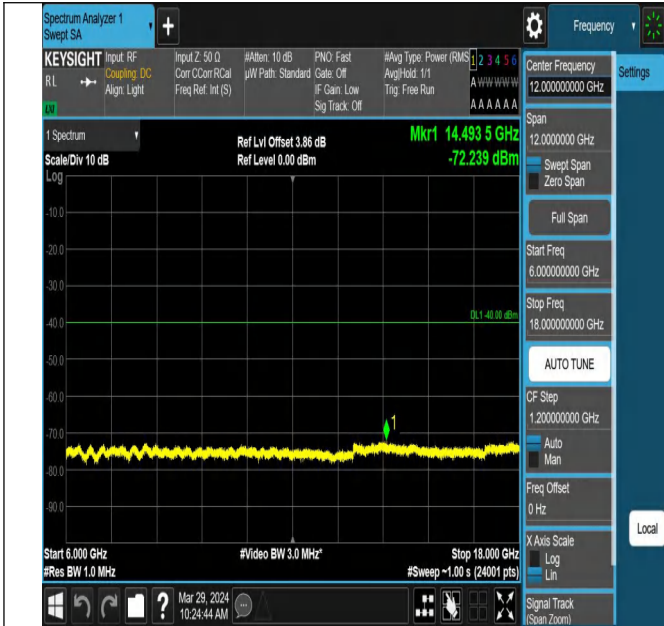 Spectrum Analyzer 1
Swept SA
+
Frequency
KEYSIGHT
RL
LXI
Input: RF
Coupling: DC
Align: Light
Input Z: 50 Ω
Corr CCorr RCal
Freq Ref: Int (S)
#Atten: 10 dB
µW Path: Standard
PNO: Fast
Gate: Off
IF Gain: Low
Sig Track: Off
#Avg Type: Power (RMS
Avg|Hold: 1/1
Trig: Free Run
1 2 3 4 5 6
A W W W W W
A A A A A A
1 Spectrum
Scale/Div 10 dB
Log
Ref Lvl Offset 3.86 dB
Ref Level 0.00 dBm
Mkr1 14.493 5 GHz
-72.239 dBm
-10.0
-20.0
-30.0
-40.0
DL1 -40.00 dBm
-50.0
-60.0
-70.0
1
-80.0
-90.0
Start 6.000 GHz
#Res BW 1.0 MHz
#Video BW 3.0 MHz*
Stop 18.000 GHz
#Sweep ~1.00 s (24001 pts)
?
Mar 29, 2024
10:24:44 AM
Center Frequency
12.000000000 GHz
Settings
Span
12.0000000 GHz
Swept Span
Zero Span
Full Span
Start Freq
6.000000000 GHz
Stop Freq
18.000000000 GHz
AUTO TUNE
CF Step
1.200000000 GHz
Auto
Man
Freq Offset
0 Hz
X Axis Scale
Log
Lin
Local
Signal Track
(Span Zoom)